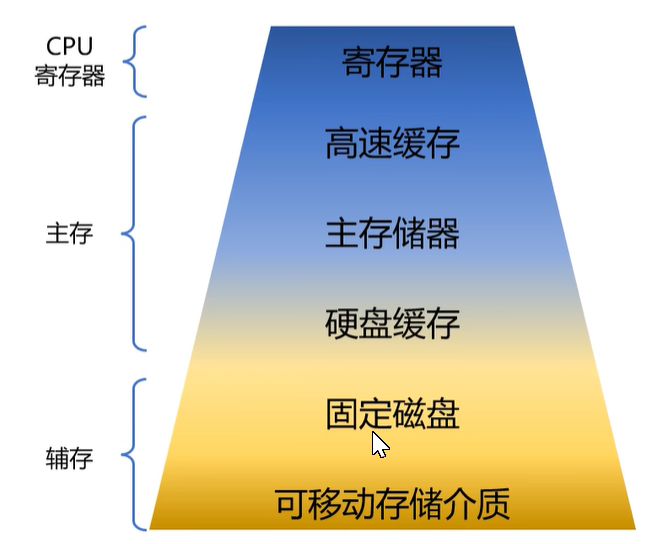 CPU
寄存器
寄存器
高速缓存
主存
主存储器
硬盘缓存
固定磁盘
辅存
可移动存储介质